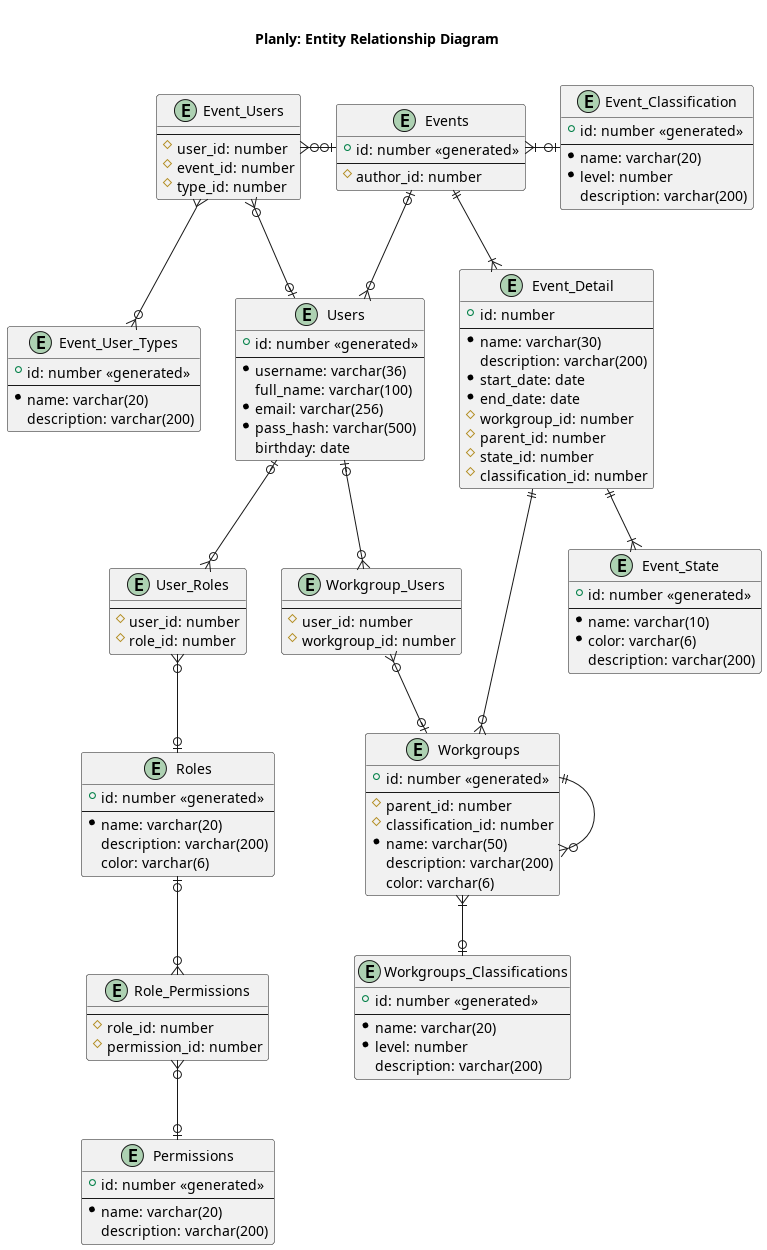 Planly: Entity Relationship Diagram
E Event_Users
user_id: number
event_id: number
type_id: number
E Events
id: number «generated»
author_id: number
E Event_Classification
id: number «generated»
name: varchar(20)
level: number
description: varchar(200)
E Event_User_Types
id: number «generated»
name: varchar(20)
description: varchar(200)
E Users
id: number «generated»
username: varchar(36)
full_name: varchar(100)
email: varchar(256)
pass_hash: varchar(500)
birthday: date
E Event_Detail
id: number
name: varchar(30)
description: varchar(200)
start_date: date
end_date: date
workgroup_id: number
parent_id: number
state_id: number
classification_id: number
E User_Roles
user_id: number
role_id: number
E Workgroup_Users
user_id: number
workgroup_id: number
E Event_State
id: number «generated»
name: varchar(10)
color: varchar(6)
description: varchar(200)
E Roles
id: number «generated»
name: varchar(20)
description: varchar(200)
color: varchar(6)
E Workgroups
id: number «generated»
parent_id: number
classification_id: number
name: varchar(50)
description: varchar(200)
color: varchar(6)
E Role_Permissions
role_id: number
permission_id: number
E Workgroups_Classifications
id: number «generated»
name: varchar(20)
level: number
description: varchar(200)
E Permissions
id: number «generated»
name: varchar(20)
description: varchar(200)